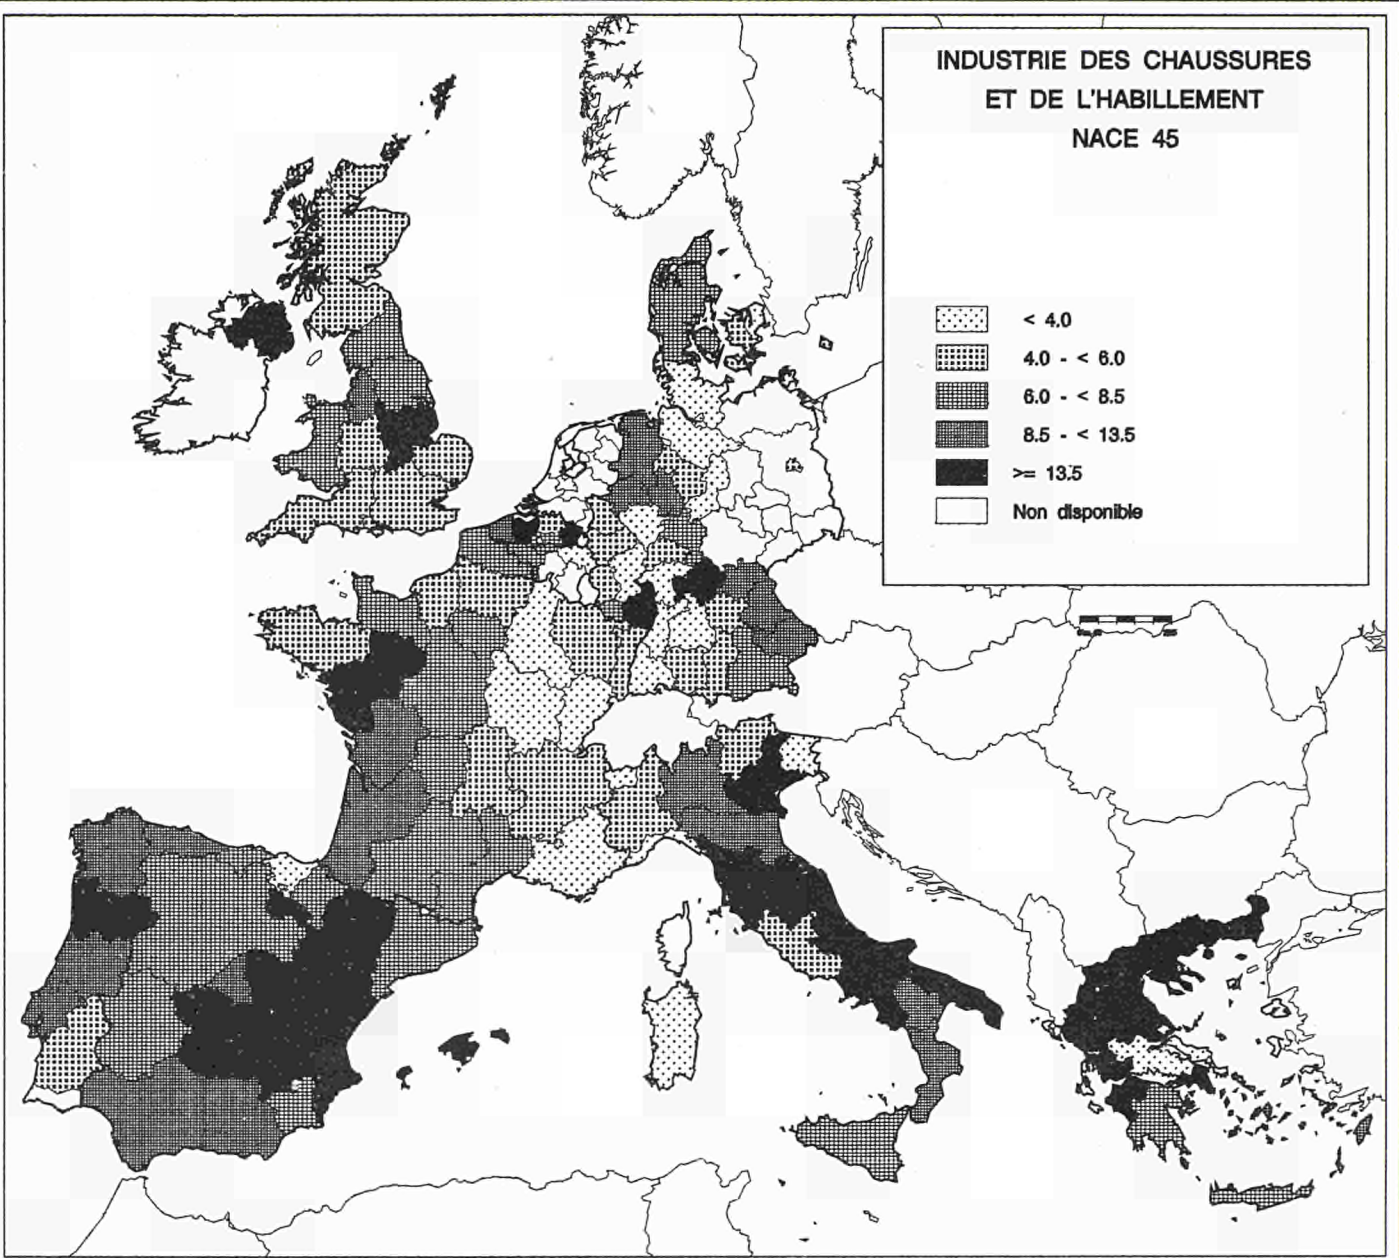 INDUSTRIE DES CHAUSSURES
ET DE L'HABILLEMENT
NACE 45
< 4.0
4.0 - < 6.0
6.0 - < 8.5
8.5 - < 13.5
>= 13.5
Non disponible